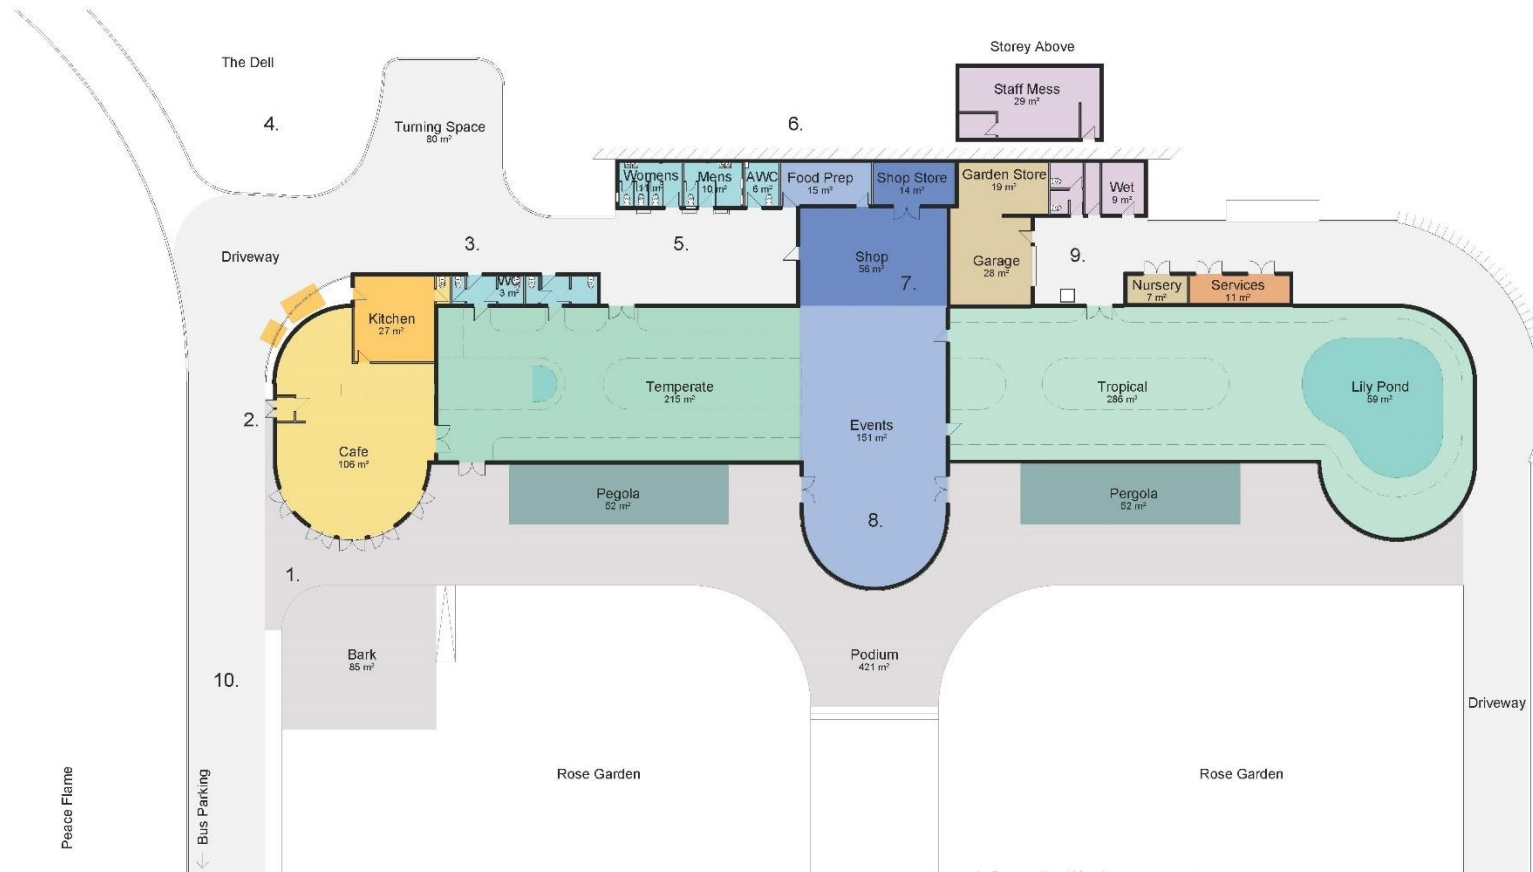 Storey Above
The Dell
Staff Mess
29 m²
4.
Turning Space
80 m²
6.
Womens
11 m²
Mens
10 m²
AWC
6 m²
Food Prep
15 m²
Shop Store
14 m²
Garden Store
19 m²
Wet
9 m²
Driveway
3.
5.
Shop
56 m²
7.
Garage
28 m²
9.
WC
3 m²
Nursery
7 m²
Services
11 m²
Kitchen
27 m²
Temperate
215 m²
Tropical
286 m²
Lily Pond
59 m²
2.
Cafe
106 m²
Events
151 m²
Pegola
52 m²
8.
Pergola
52 m²
1.
Bark
85 m²
Podium
421 m²
10.
Driveway
Rose Garden
Rose Garden
Peace Flame
Bus Parking